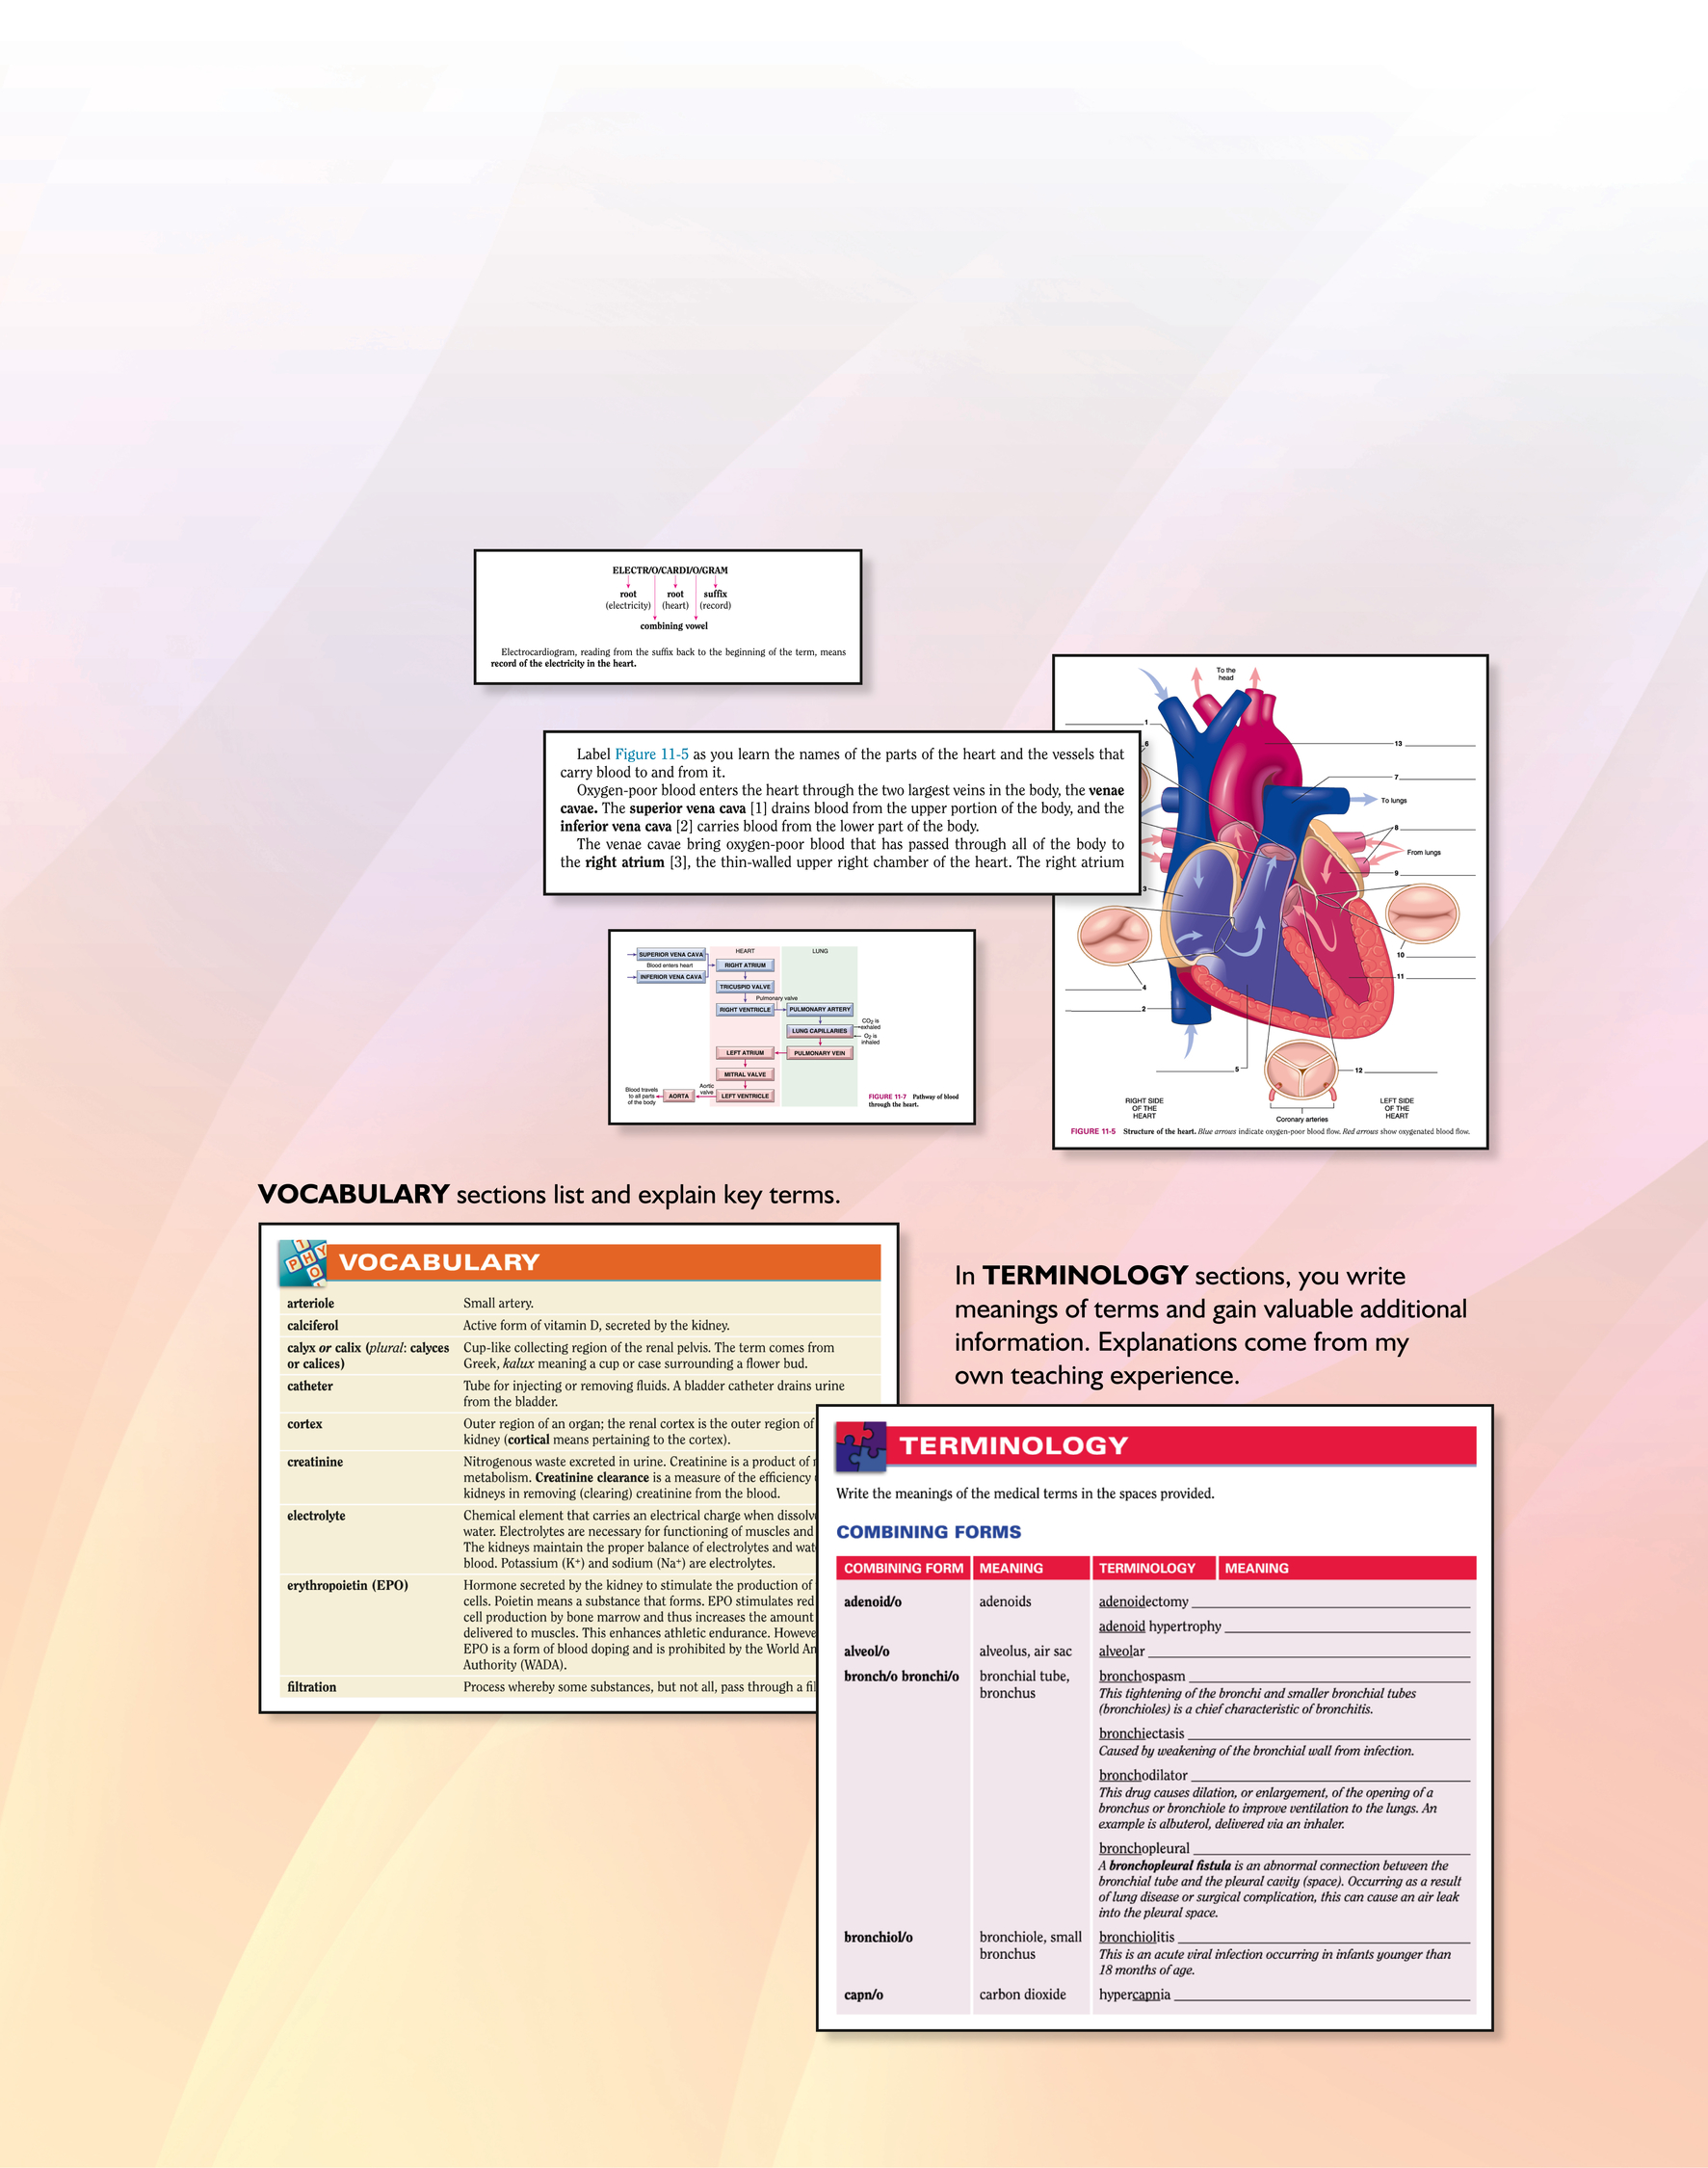 ELECTR/O/CARDI/O/GRAM
root root suffix
(electricity) (heart) (record)
combining vowel
Electrocardiogram, reading from the suffix back to the beginning of the term, means
record of the electricity in the heart.
Label Figure 11-5 as you learn the names of the parts of the heart and the vessels that
carry blood to and from it.
Oxygen-poor blood enters the heart through the two largest veins in the body, the venae
cavae. The superior vena cava [1] drains blood from the upper portion of the body, and the
inferior vena cava [2] carries blood from the lower part of the body.
The venae cavae bring oxygen-poor blood that has passed through all of the body to
the right atrium [3], the thin-walled upper right chamber of the heart. The right atrium
To the
head
1
6
13
7
To lungs
8
From lungs
9
3
10
11
4
2
5
12
RIGHT SIDE
OF THE
HEART
LEFT SIDE
OF THE
HEART
Coronary arteries
FIGURE 11-5 Structure of the heart. Blue arrows indicate oxygen-poor blood flow. Red arrows show oxygenated blood flow.
HEART LUNG
SUPERIOR VENA CAVA
Blood enters heart
INFERIOR VENA CAVA
RIGHT ATRIUM
TRICUSPID VALVE
Pulmonary valve
RIGHT VENTRICLE PULMONARY ARTERY
CO2 is
exhaled
LUNG CAPILLARIES
O2 is
inhaled
LEFT ATRIUM PULMONARY VEIN
MITRAL VALVE
Aortic
valve
Blood travels
to all parts
of the body
AORTA LEFT VENTRICLE
FIGURE 11-7 Pathway of blood
through the heart.
VOCABULARY sections list and explain key terms.
VOCABULARY
arteriole Small artery.
calciferol Active form of vitamin D, secreted by the kidney.
calyx or calix (plural: calyces Cup-like collecting region of the renal pelvis. The term comes from
or calices) Greek, kalux meaning a cup or case surrounding a flower bud.
catheter Tube for injecting or removing fluids. A bladder catheter drains urine
from the bladder.
cortex Outer region of an organ; the renal cortex is the outer region of
kidney (cortical means pertaining to the cortex).
creatinine Nitrogenous waste excreted in urine. Creatinine is a product of
metabolism. Creatinine clearance is a measure of the efficiency
kidneys in removing (clearing) creatinine from the blood.
electrolyte Chemical element that carries an electrical charge when
water. Electrolytes are necessary for functioning of muscles and
The kidneys maintain the proper balance of electrolytes and
blood. Potassium (K+) and sodium (Na+) are electrolytes.
erythropoietin (EPO) Hormone secreted by the kidney to stimulate the production of
cells. Poietin means a substance that forms. EPO stimulates red
cell production by bone marrow and thus increases the amount
delivered to muscles. This enhances athletic endurance.
EPO is a form of blood doping and is prohibited by the World
Authority (WADA).
filtration Process whereby some substances, but not all, pass through a
In TERMINOLOGY sections, you write
meanings of terms and gain valuable additional
information. Explanations come from my
own teaching experience.
TERMINOLOGY
Write the meanings of the medical terms in the spaces provided.
COMBINING FORMS
COMBINING FORM MEANING TERMINOLOGY MEANING
adenoid/o adenoids adenoidectomy
adenoid hypertrophy
alveol/o alveolus, air sac alveolar
bronch/o bronchi/o bronchial tube, bronchospasm
bronchus This tightening of the bronchi and smaller bronchial tubes
(bronchioles) is a chief characteristic of bronchitis.
bronchiectasis
Caused by weakening of the bronchial wall from infection.
bronchodilator
This drug causes dilation, or enlargement, of the opening of a
bronchus or bronchiole to improve ventilation to the lungs. An
example is albuterol, delivered via an inhaler.
bronchopleural
A bronchopleural fistula is an abnormal connection between the
bronchial tube and the pleural cavity (space). Occurring as a result
of lung disease or surgical complication, this can cause an air leak
into the pleural space.
bronchiol/o bronchiole, small bronchiolitis
bronchus This is an acute viral infection occurring in infants younger than
18 months of age.
capn/o carbon dioxide hypercapnia